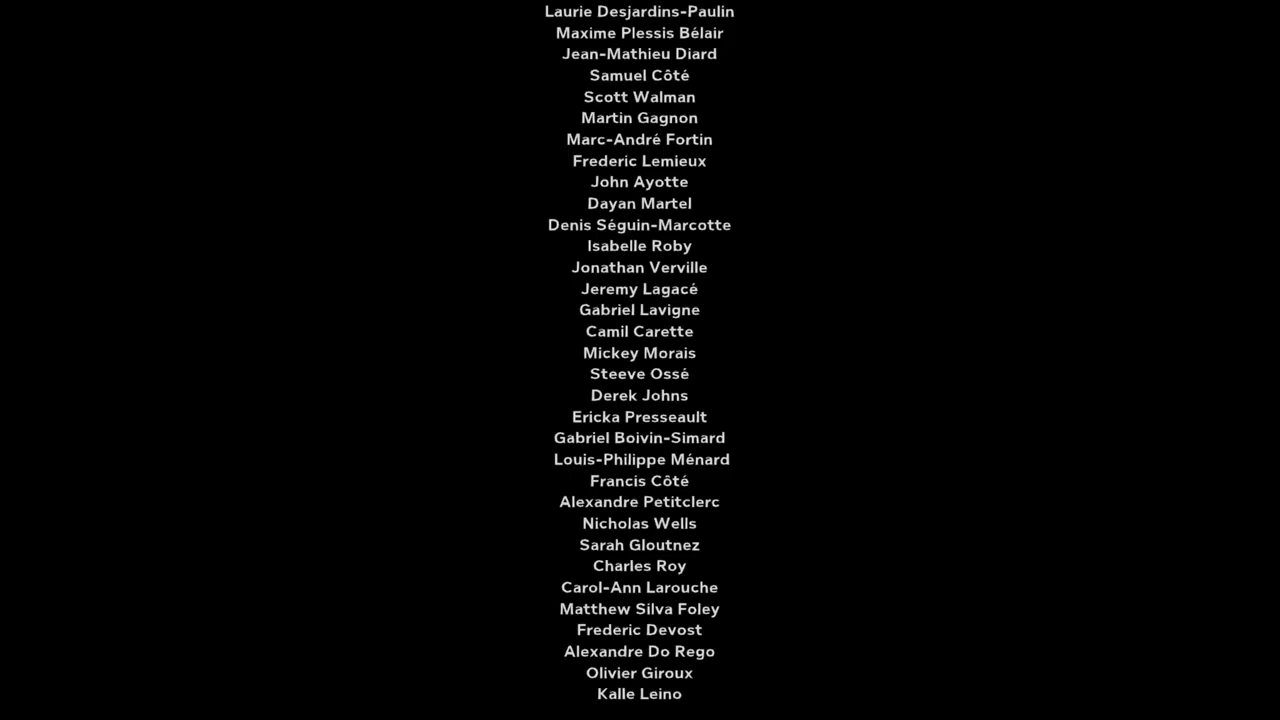 Laurie Desjardins-Paulin
Maxime Plessis Bélair
Jean-Mathieu Diard
Samuel Côté
Scott Walman
Martin Gagnon
Marc-André Fortin
Frederic Lemieux
John Ayotte
Dayan Martel
Denis Séguin-Marcotte
Isabelle Roby
Jonathan Verville
Jeremy Lagacé
Gabriel Lavigne
Camil Carette
Mickey Morais
Steeve Ossé
Derek Johns
Ericka Presseault
Gabriel Boivin-Simard
Louis-Philippe Ménard
Francis Côté
Alexandre Petitclerc
Nicholas Wells
Sarah Gloutnez
Charles Roy
Carol-Ann Larouche
Matthew Silva Foley
Frederic Devost
Alexandre Do Rego
Olivier Giroux
Kalle Leino